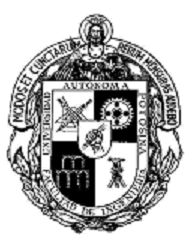 MODOS ET CUNCTARUM RERUM MENSURAS AUDEBO
UNIVERSIDAD AUTONOMA POTOSINA
FACULTAD DE INGENIERIA